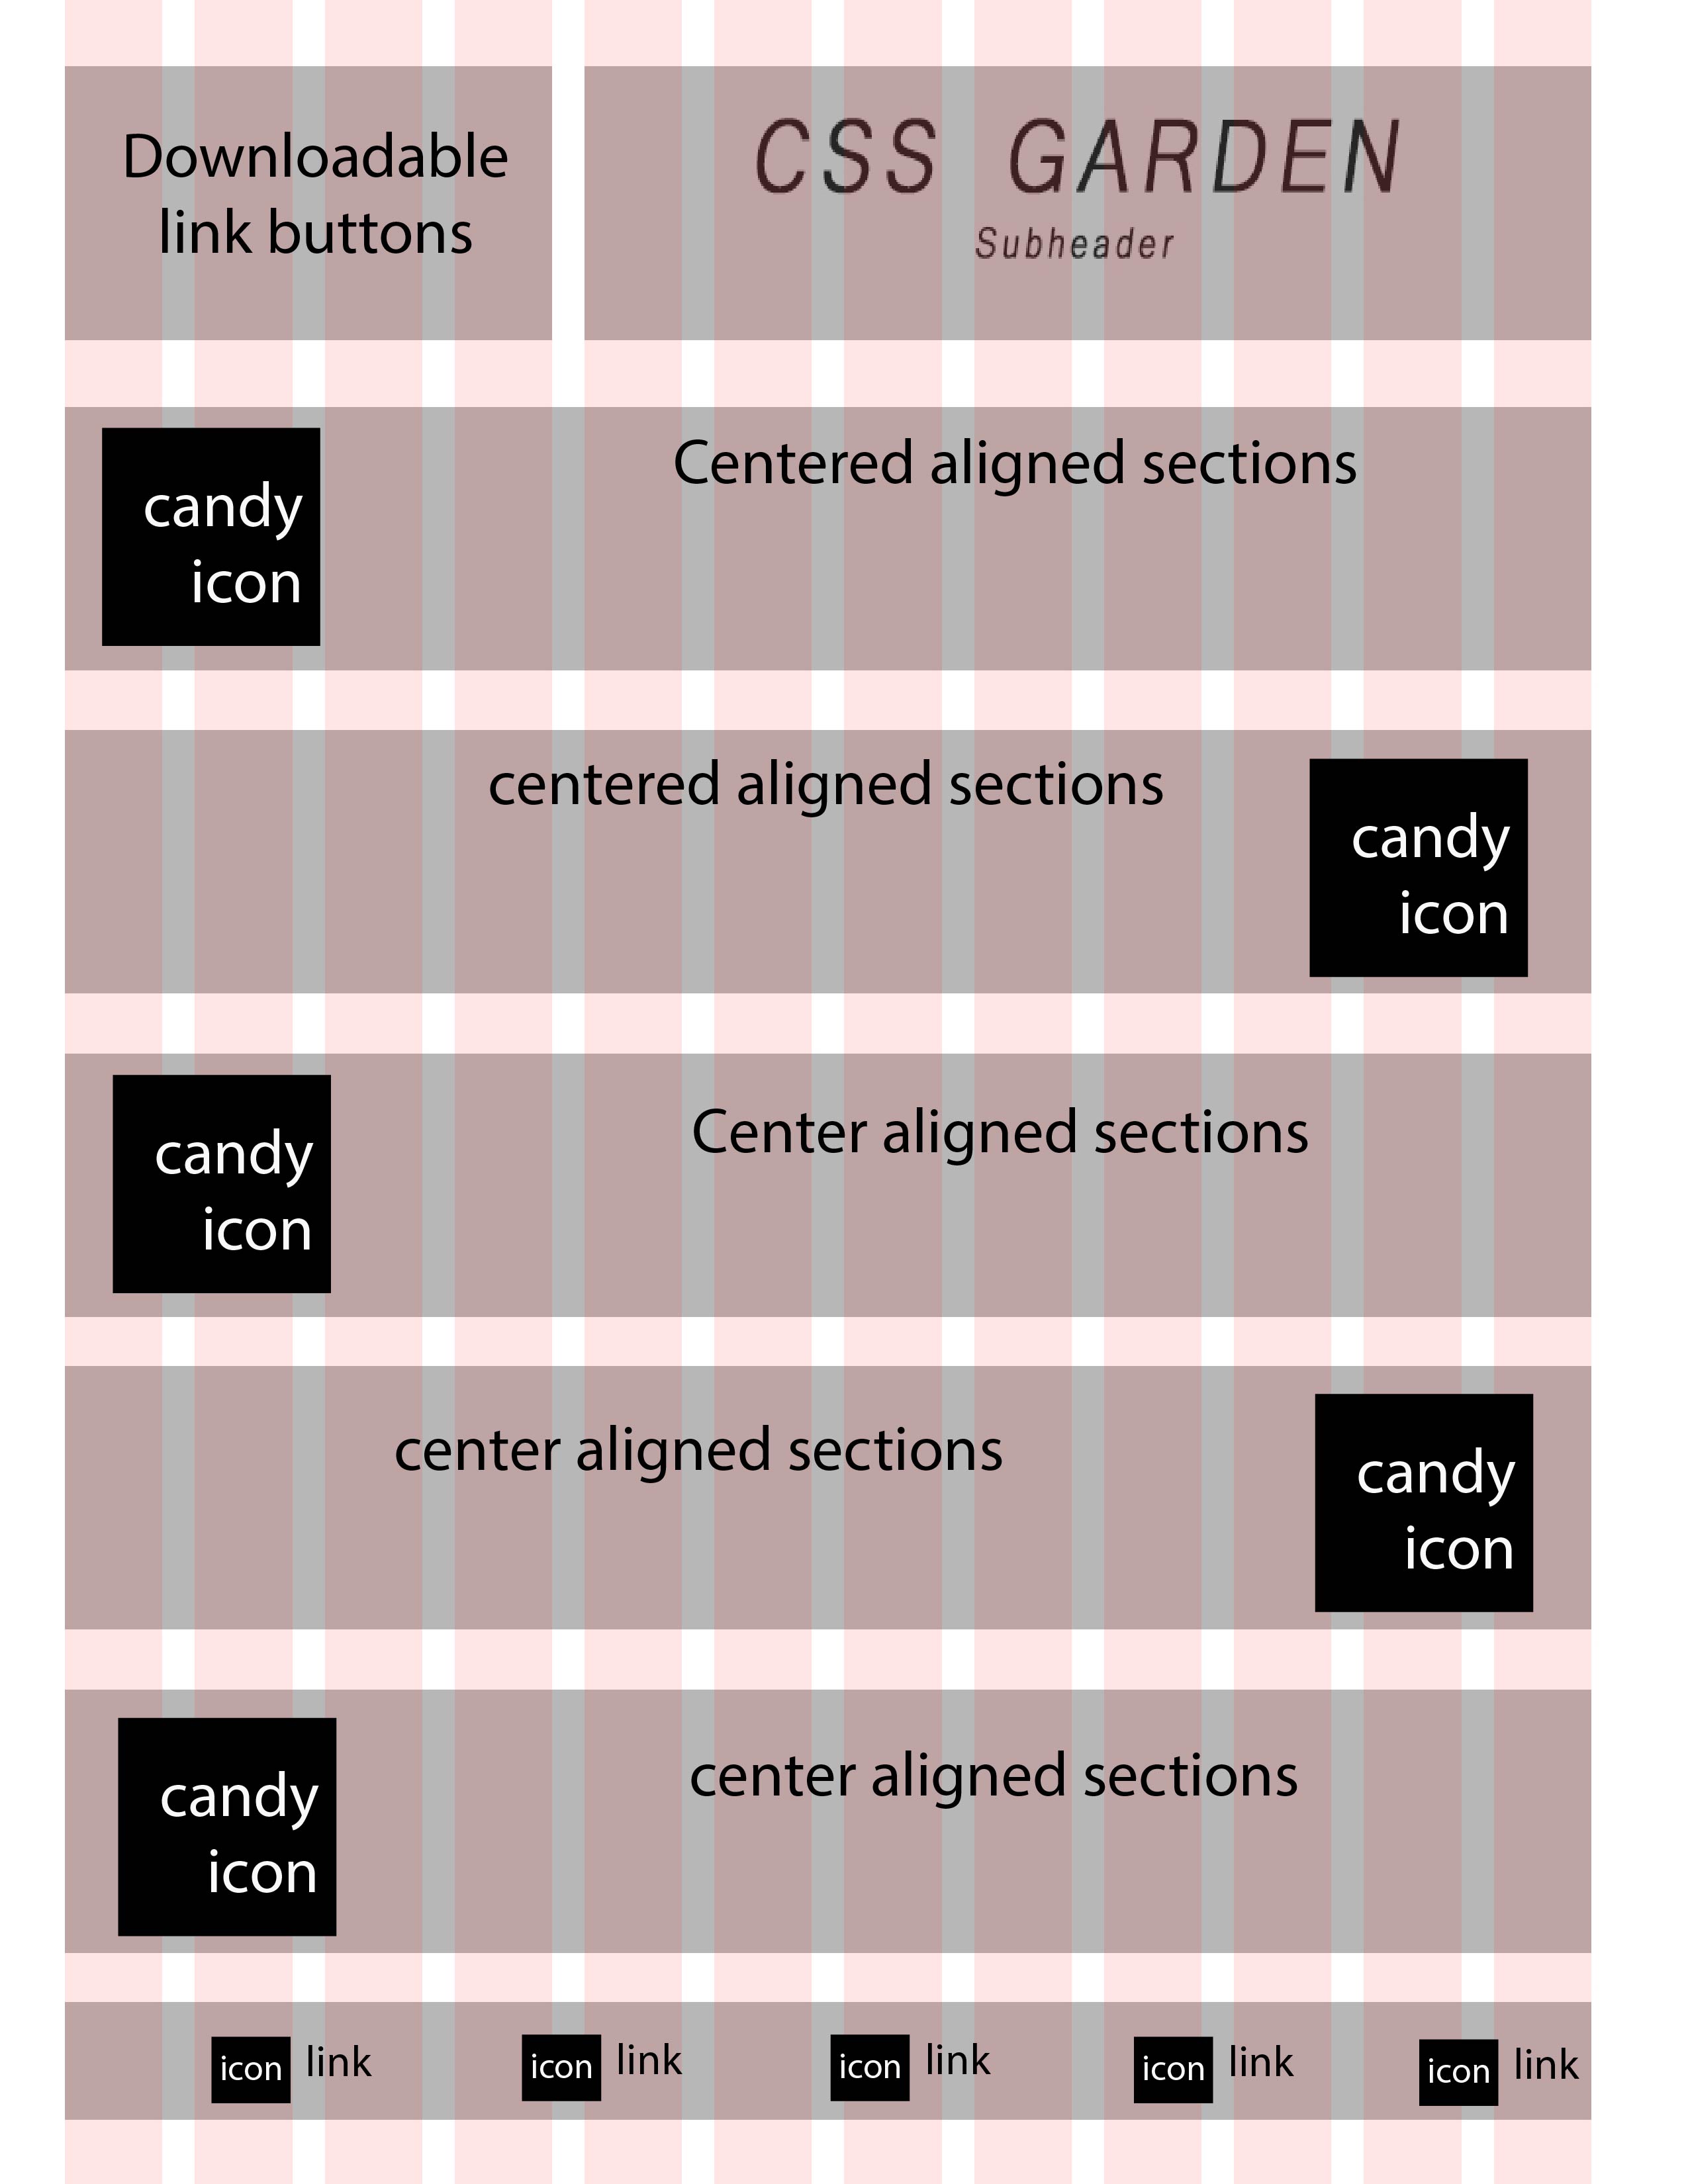 Downloadable
link buttons
CSS GARDEN
Subheader
candy
icon
Centered aligned sections
centered aligned sections
candy
icon
candy
icon
Center aligned sections
center aligned sections
candy
icon
candy
icon
center aligned sections
icon link
icon link
icon link
icon link
icon link